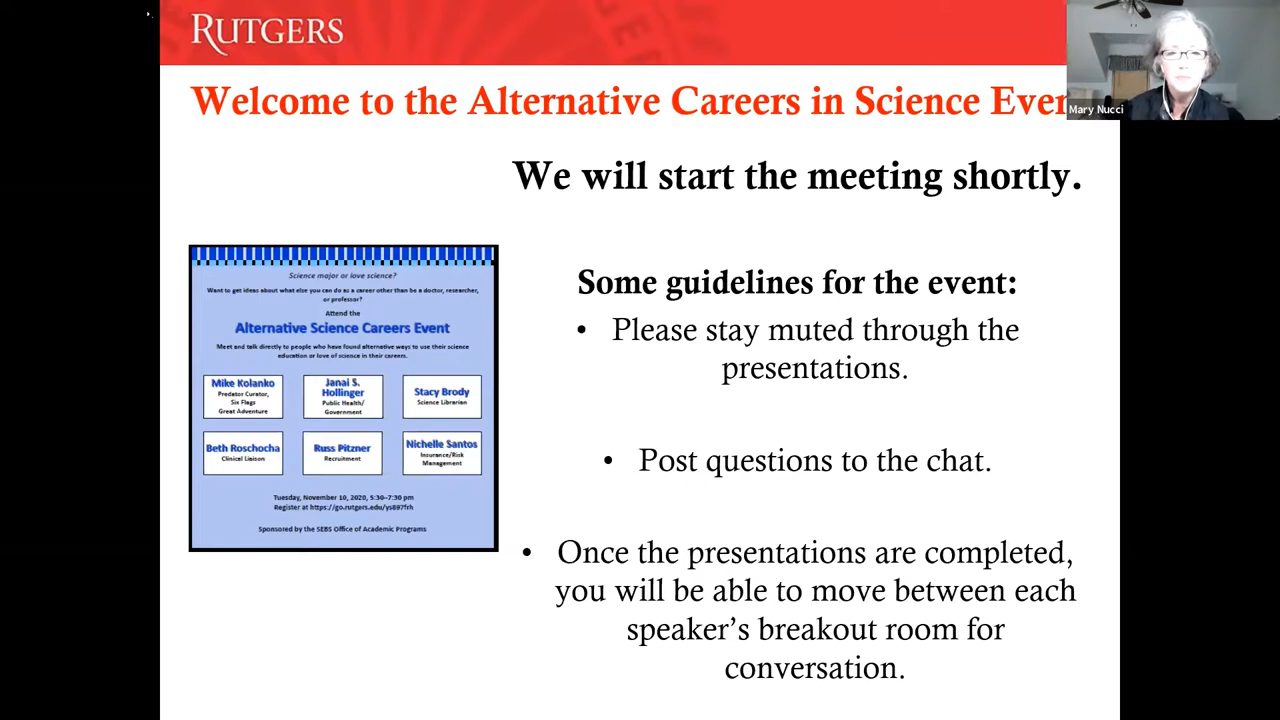 RUTGERS
Welcome to the Alternative Careers in Science Even
Mary Nucci
We will start the meeting shortly.
Science major or love science?
Want to get ideas about what else you can do as a career other than be a doctor, researcher,
or professor?
Attend the
Alternative Science Careers Event
Meet and talk directly to people who have found alternative ways to use their science
education or love of science in their careers.
Mike Kolanko
Predator Curator,
Six Flags
Great Adventure
Janai S.
Hollinger
Public Health/
Government
Stacy Brody
Science Librarian
Beth Roschocha
Clinical Liaison
Russ Pitzner
Recruitment
Nichelle Santos
Insurance/Risk
Management
Tuesday, November 10, 2020, 5:30–7:30 pm
Register at https://go.rutgers.edu/ys897frh
Sponsored by the SEBS Office of Academic Programs
Some guidelines for the event:
• Please stay muted through the
presentations.
• Post questions to the chat.
• Once the presentations are completed,
you will be able to move between each
speaker's breakout room for
conversation.